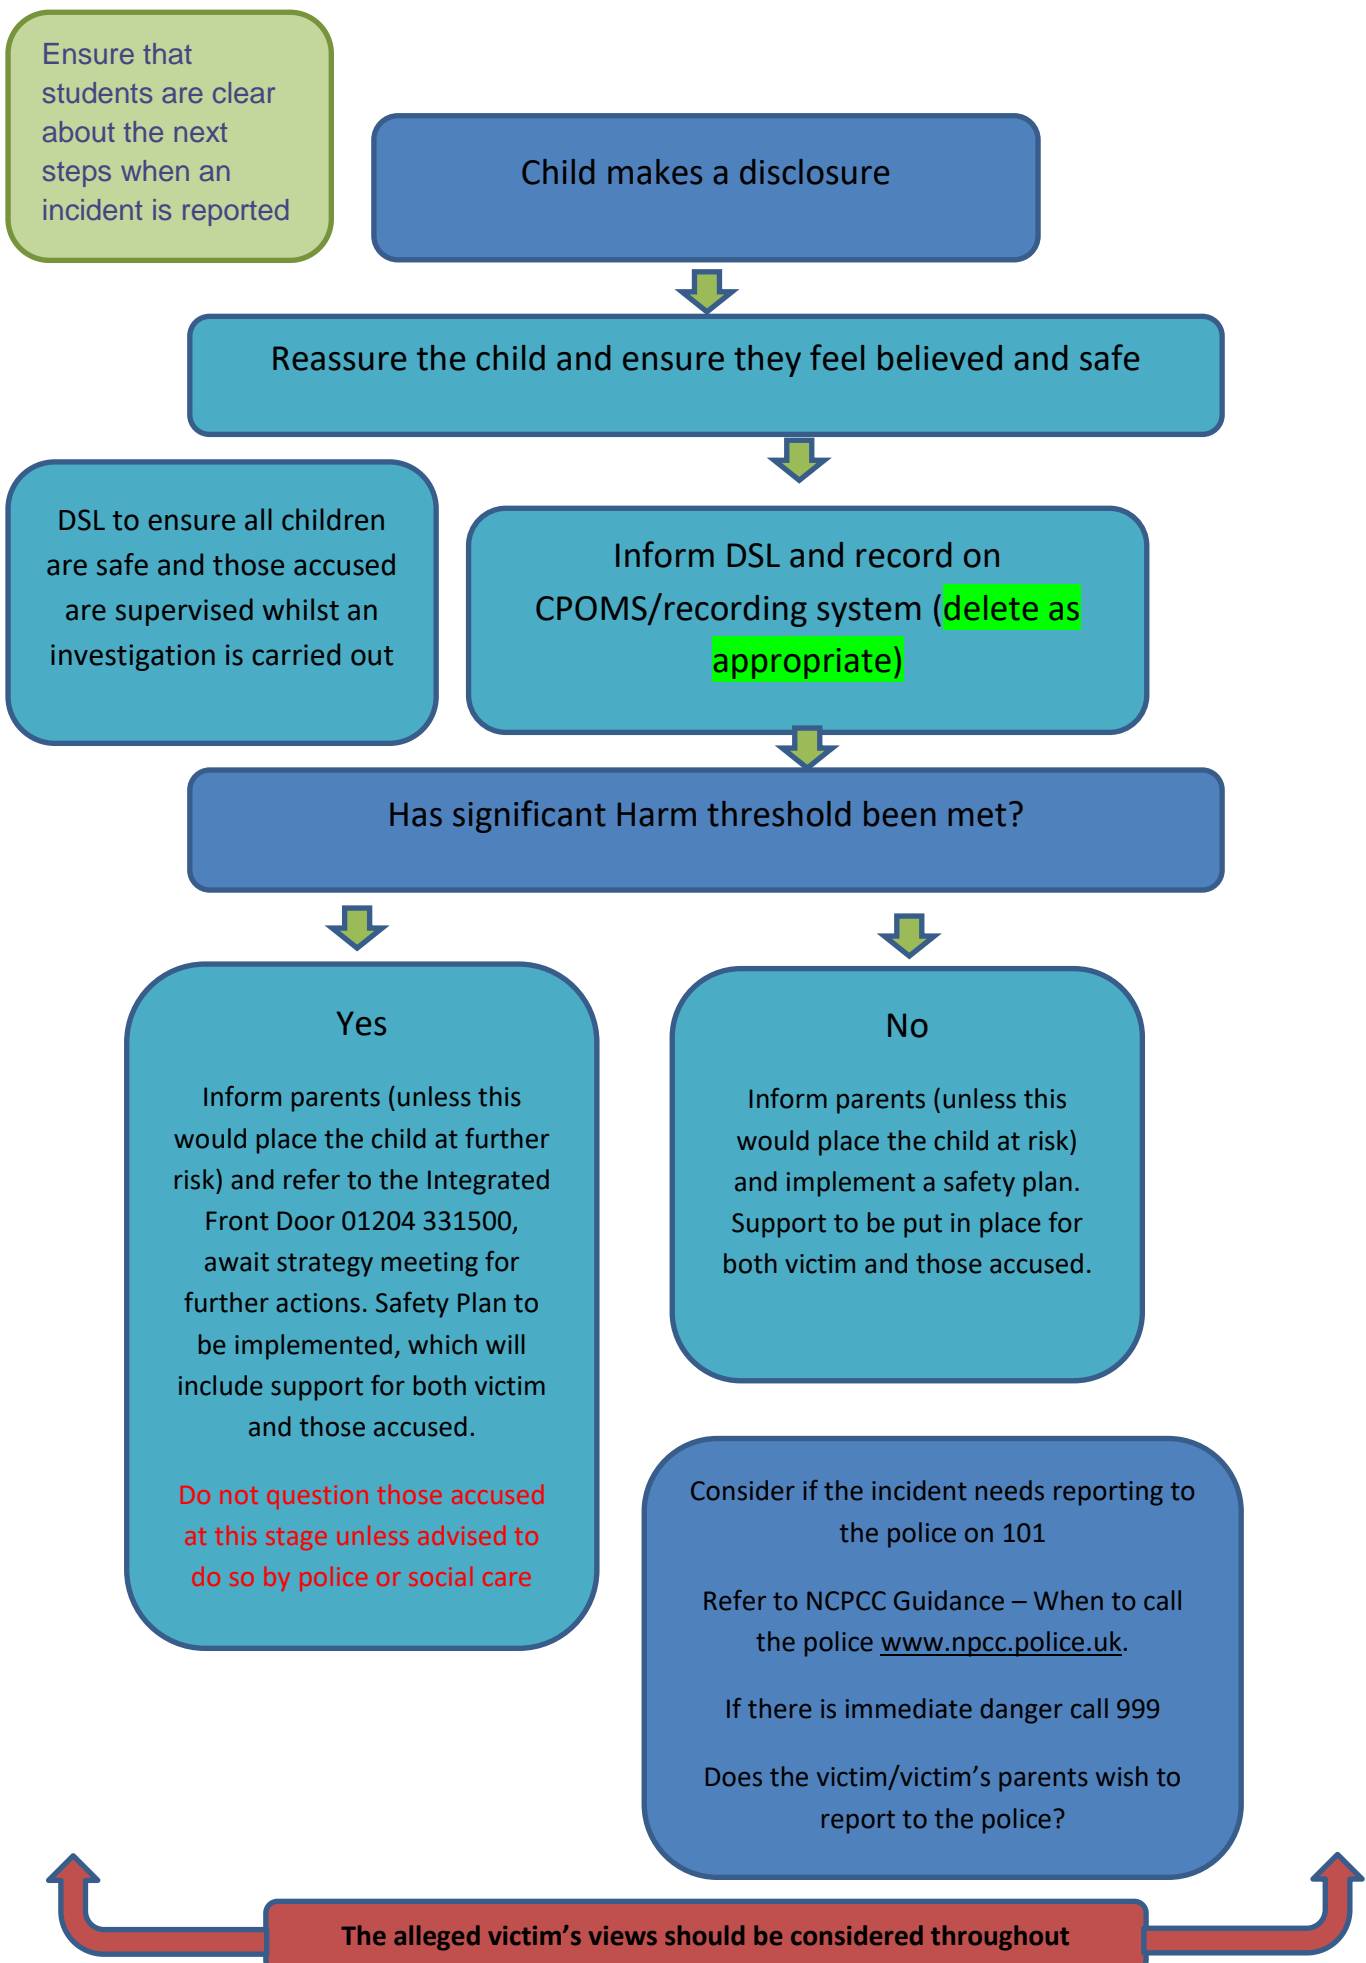 Ensure that
students are clear
about the next
steps when an
incident is reported
Child makes a disclosure
Reassure the child and ensure they feel believed and safe
DSL to ensure all children
are safe and those accused
are supervised whilst an
investigation is carried out
Inform DSL and record on
CPOMS/recording system (delete as
appropriate)
Has significant Harm threshold been met?
Yes
Inform parents (unless this
would place the child at further
risk) and refer to the Integrated
Front Door 01204 331500,
await strategy meeting for
further actions. Safety Plan to
be implemented, which will
include support for both victim
and those accused.
Do not question those accused
at this stage unless advised to
do so by police or social care
No
Inform parents (unless this
would place the child at risk)
and implement a safety plan.
Support to be put in place for
both victim and those accused.
Consider if the incident needs reporting to
the police on 101
Refer to NCPCC Guidance – When to call
the police www.npcc.police.uk.
If there is immediate danger call 999
Does the victim/victim’s parents wish to
report to the police?
The alleged victim’s views should be considered throughout